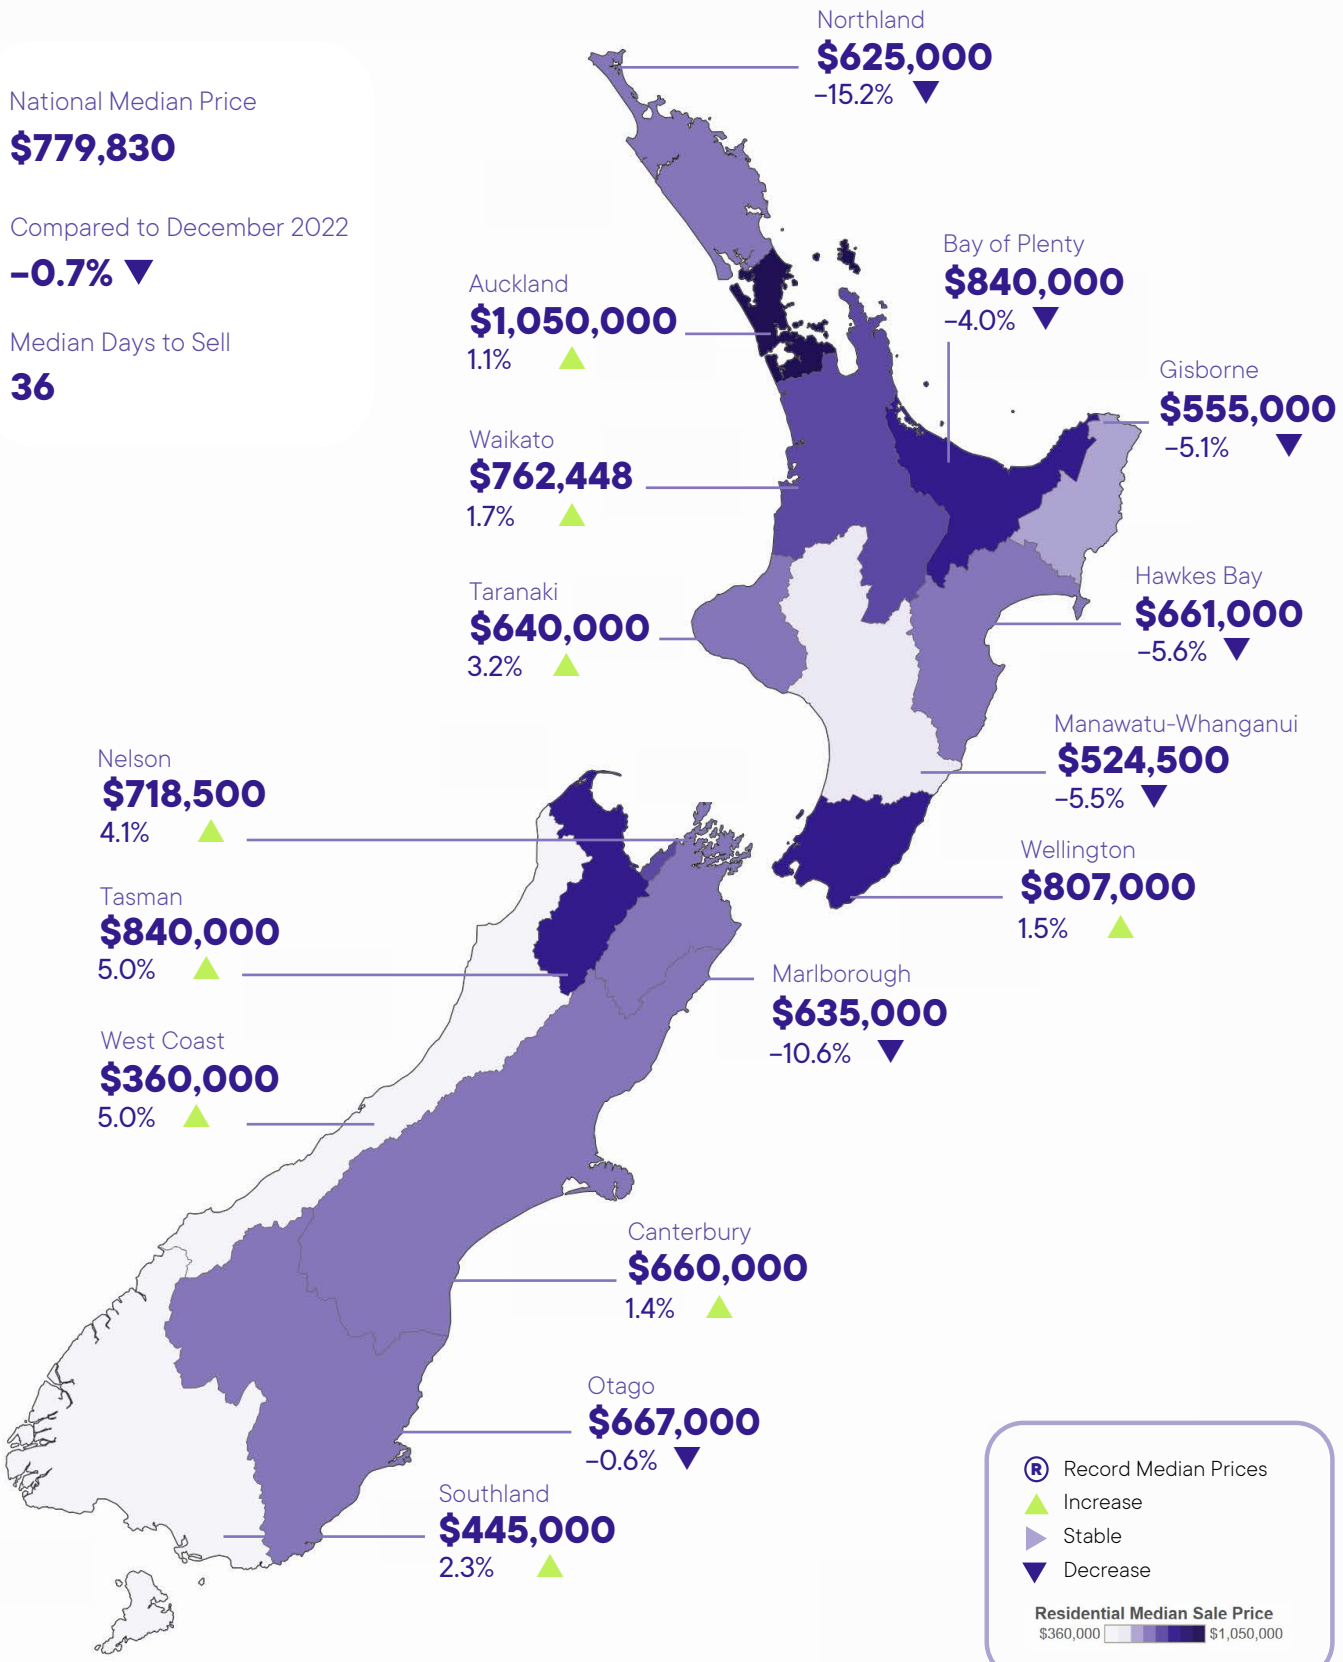 National Median Price
$779,830
Compared to December 2022
-0.7%
Median Days to Sell
36
Northland
$625,000
-15.2%
Auckland
$1,050,000
1.1%
Bay of Plenty
$840,000
-4.0%
Gisborne
$555,000
-5.1%
Waikato
$762,448
1.7%
Taranaki
$640,000
3.2%
Hawkes Bay
$661,000
-5.6%
Manawatu-Whanganui
$524,500
-5.5%
Wellington
$807,000
1.5%
Nelson
$718,500
4.1%
Tasman
$840,000
5.0%
West Coast
$360,000
5.0%
Marlborough
$635,000
-10.6%
Canterbury
$660,000
1.4%
Otago
$667,000
-0.6%
Southland
$445,000
2.3%
R Record Median Prices
Increase
Stable
Decrease
Residential Median Sale Price
$360,000 $1,050,000